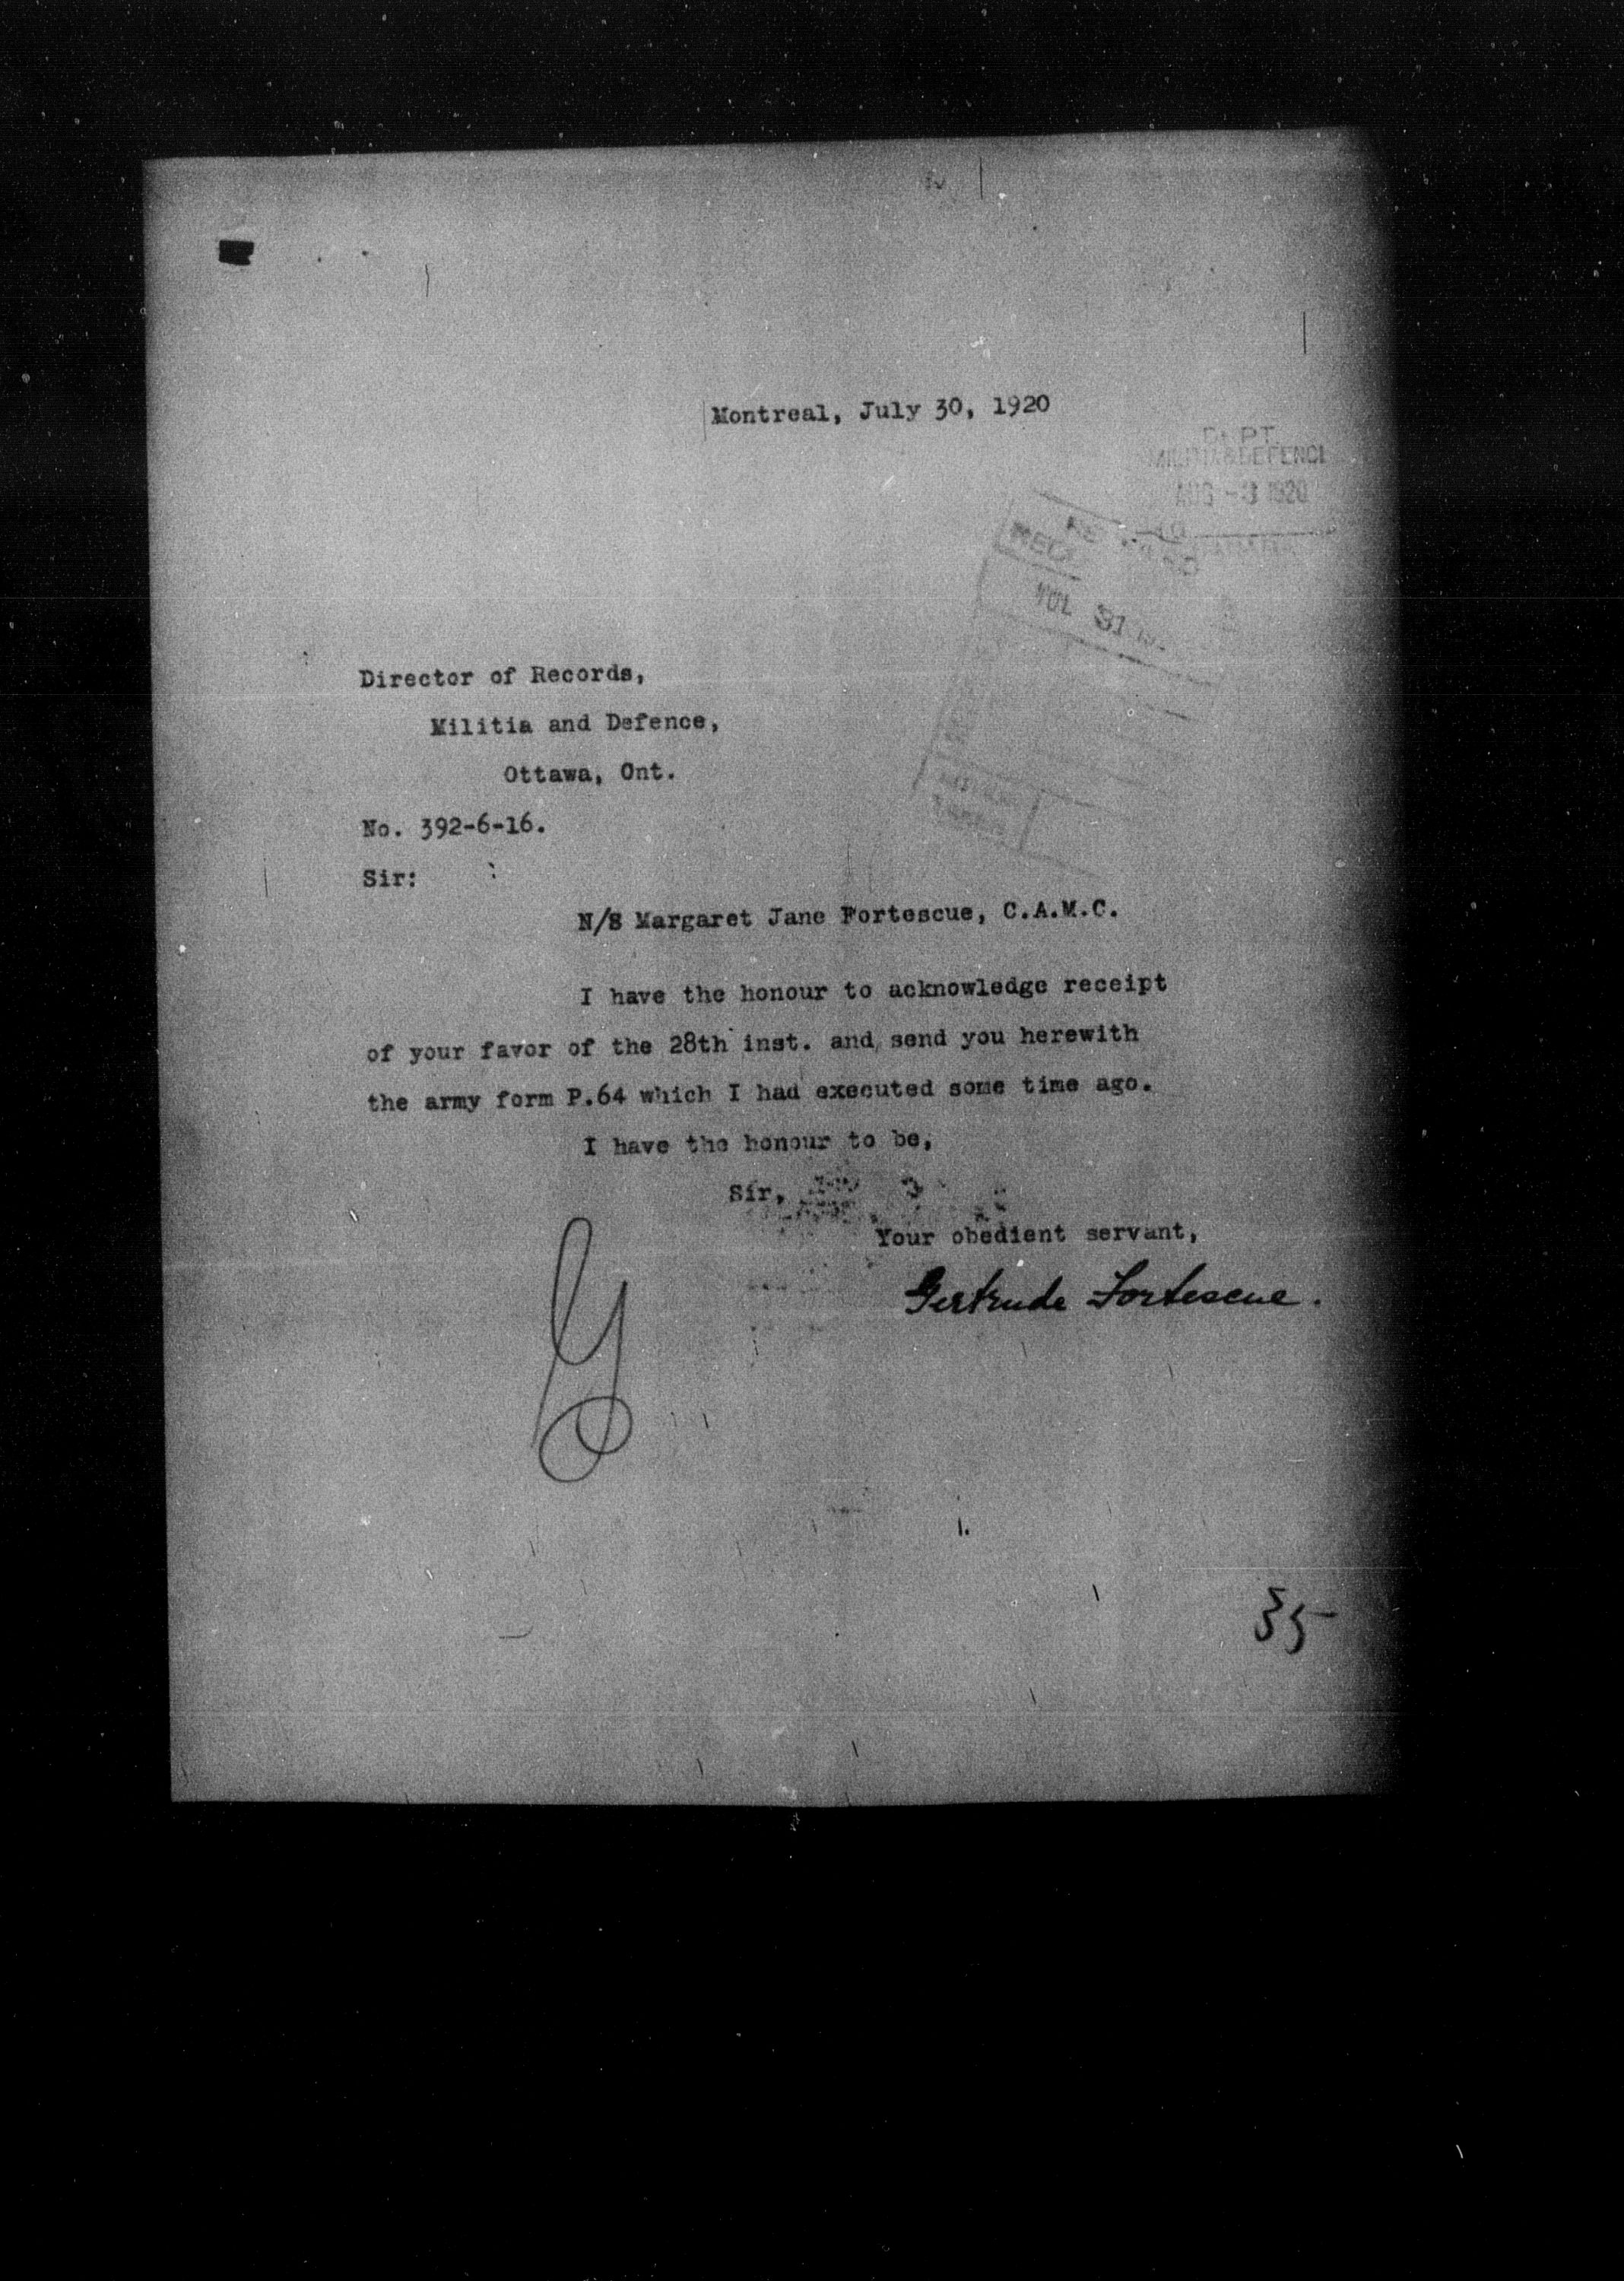 Montreal, July 30, 1920
DEPT.
MILITIA & DEFENCE
AUG -3 1920
JUL 31
Director of Records,
Militia and Defence,
Ottawa, Ont.
No. 392-6-16.
Sir:
N/S Margaret Jane Fortescue, C.A.M.C.
I have the honour to acknowledge receipt
of your favor of the 28th inst. and send you herewith
the army form P.64 which I had executed some time ago.
I have the honour to be,
Sir,
Your obedient servant,
Gertrude Fortescue.
35